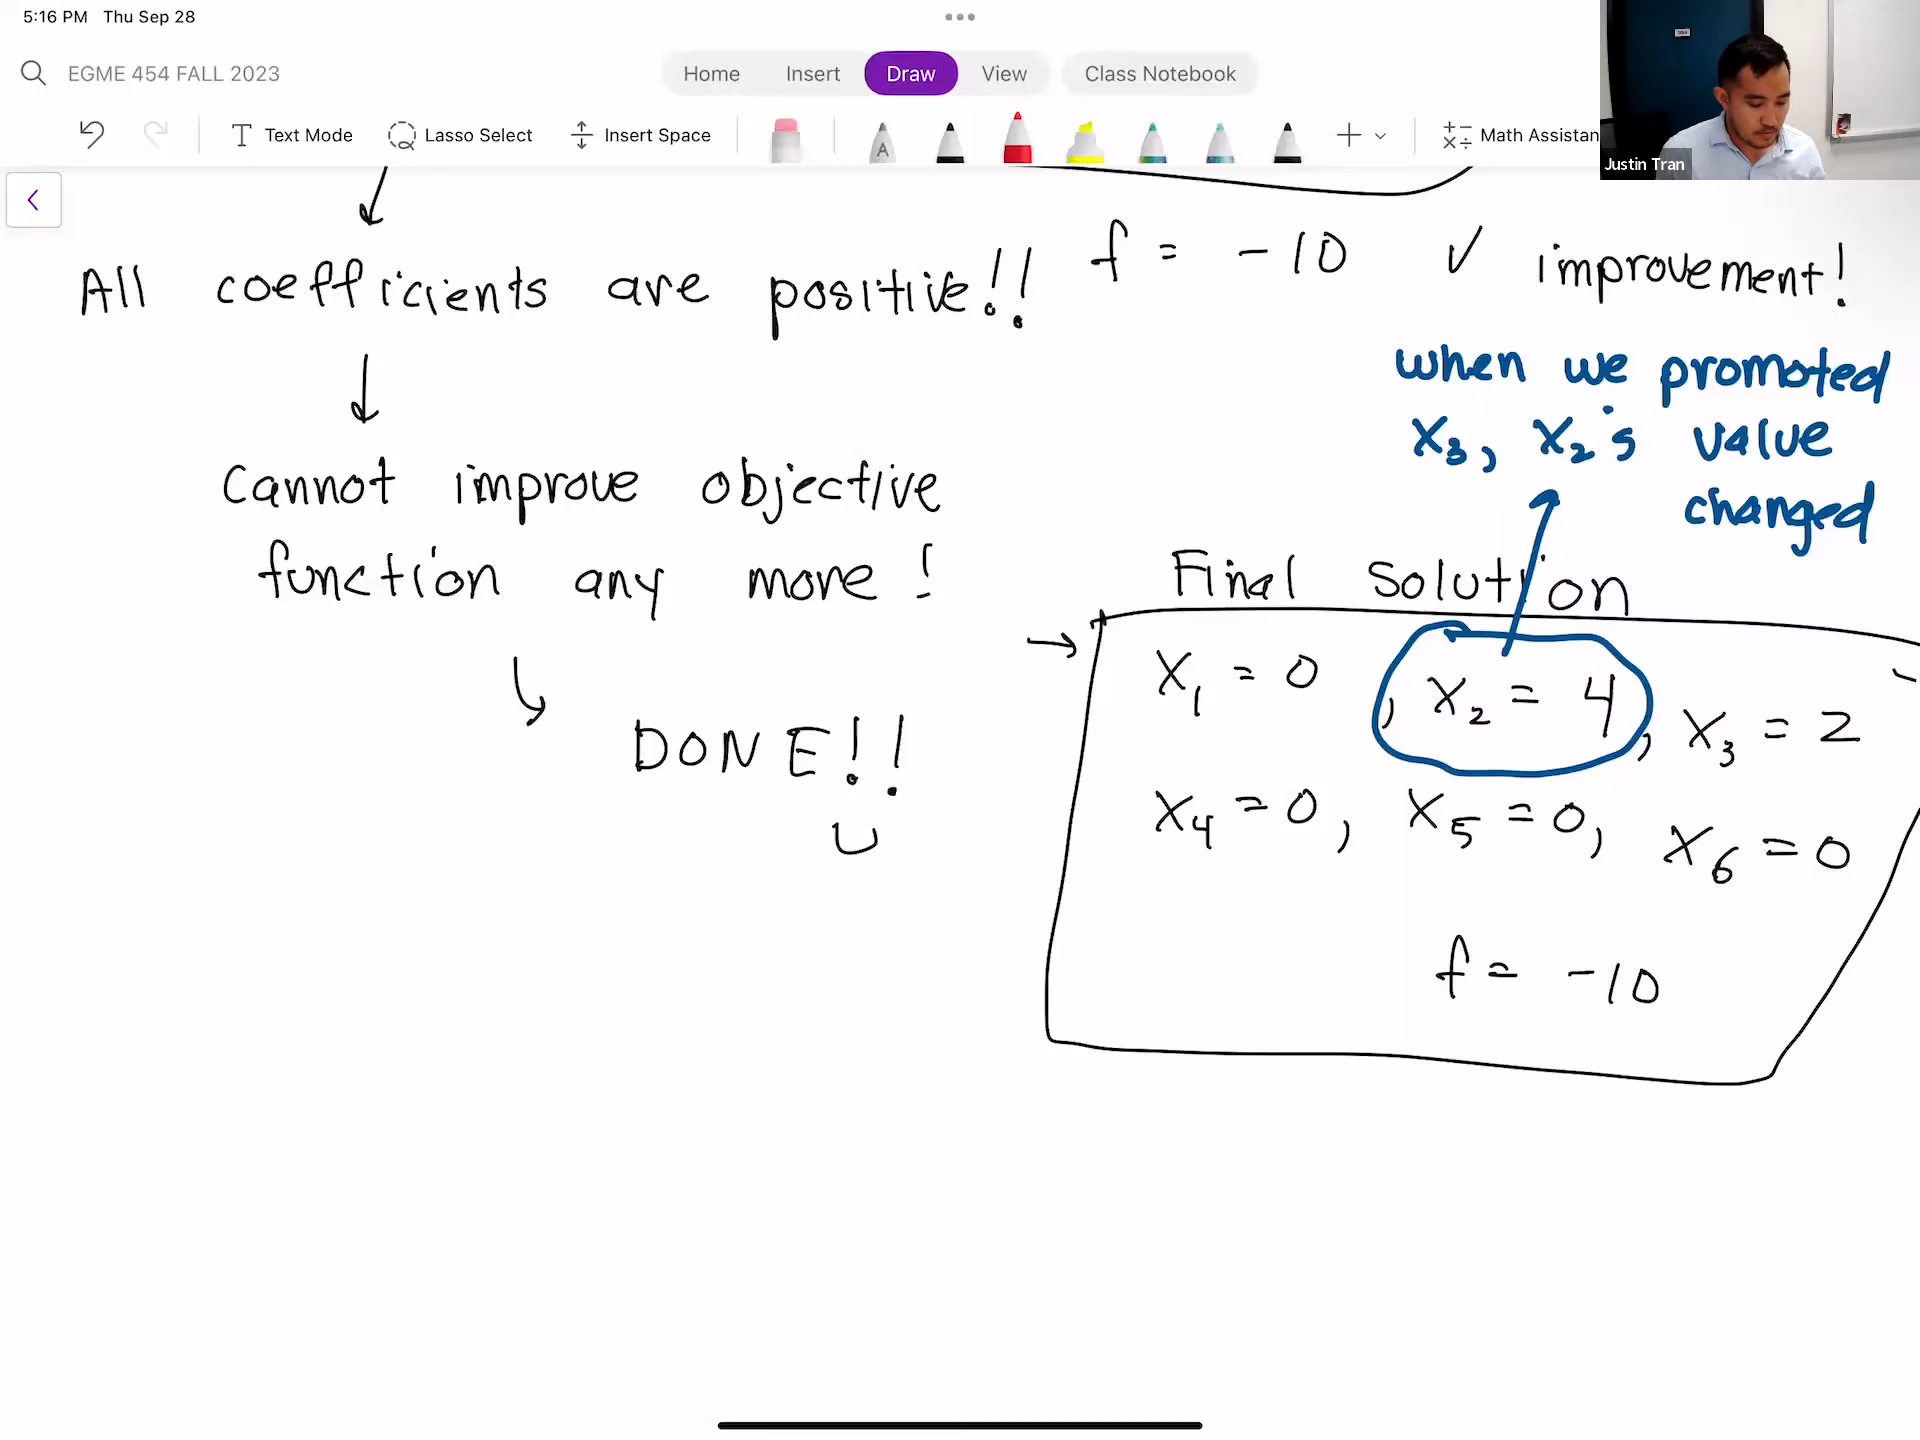 5:16 PM Thu Sep 28
EGME 454 FALL 2023
Home Insert Draw View Class Notebook
Text Mode Lasso Select Insert Space A Math Assistan
Justin Tran
f = -10 ✓ improvement!
All coefficients are positive!!
when we promoted
x₃, x₂'s value
changed
Cannot improve objective
function any more!
Final Solution
x₁ = 0, x₂ = 4, x₃ = 2
DONE!!
x₄ = 0, x₅ = 0, x₆ = 0
f = -10